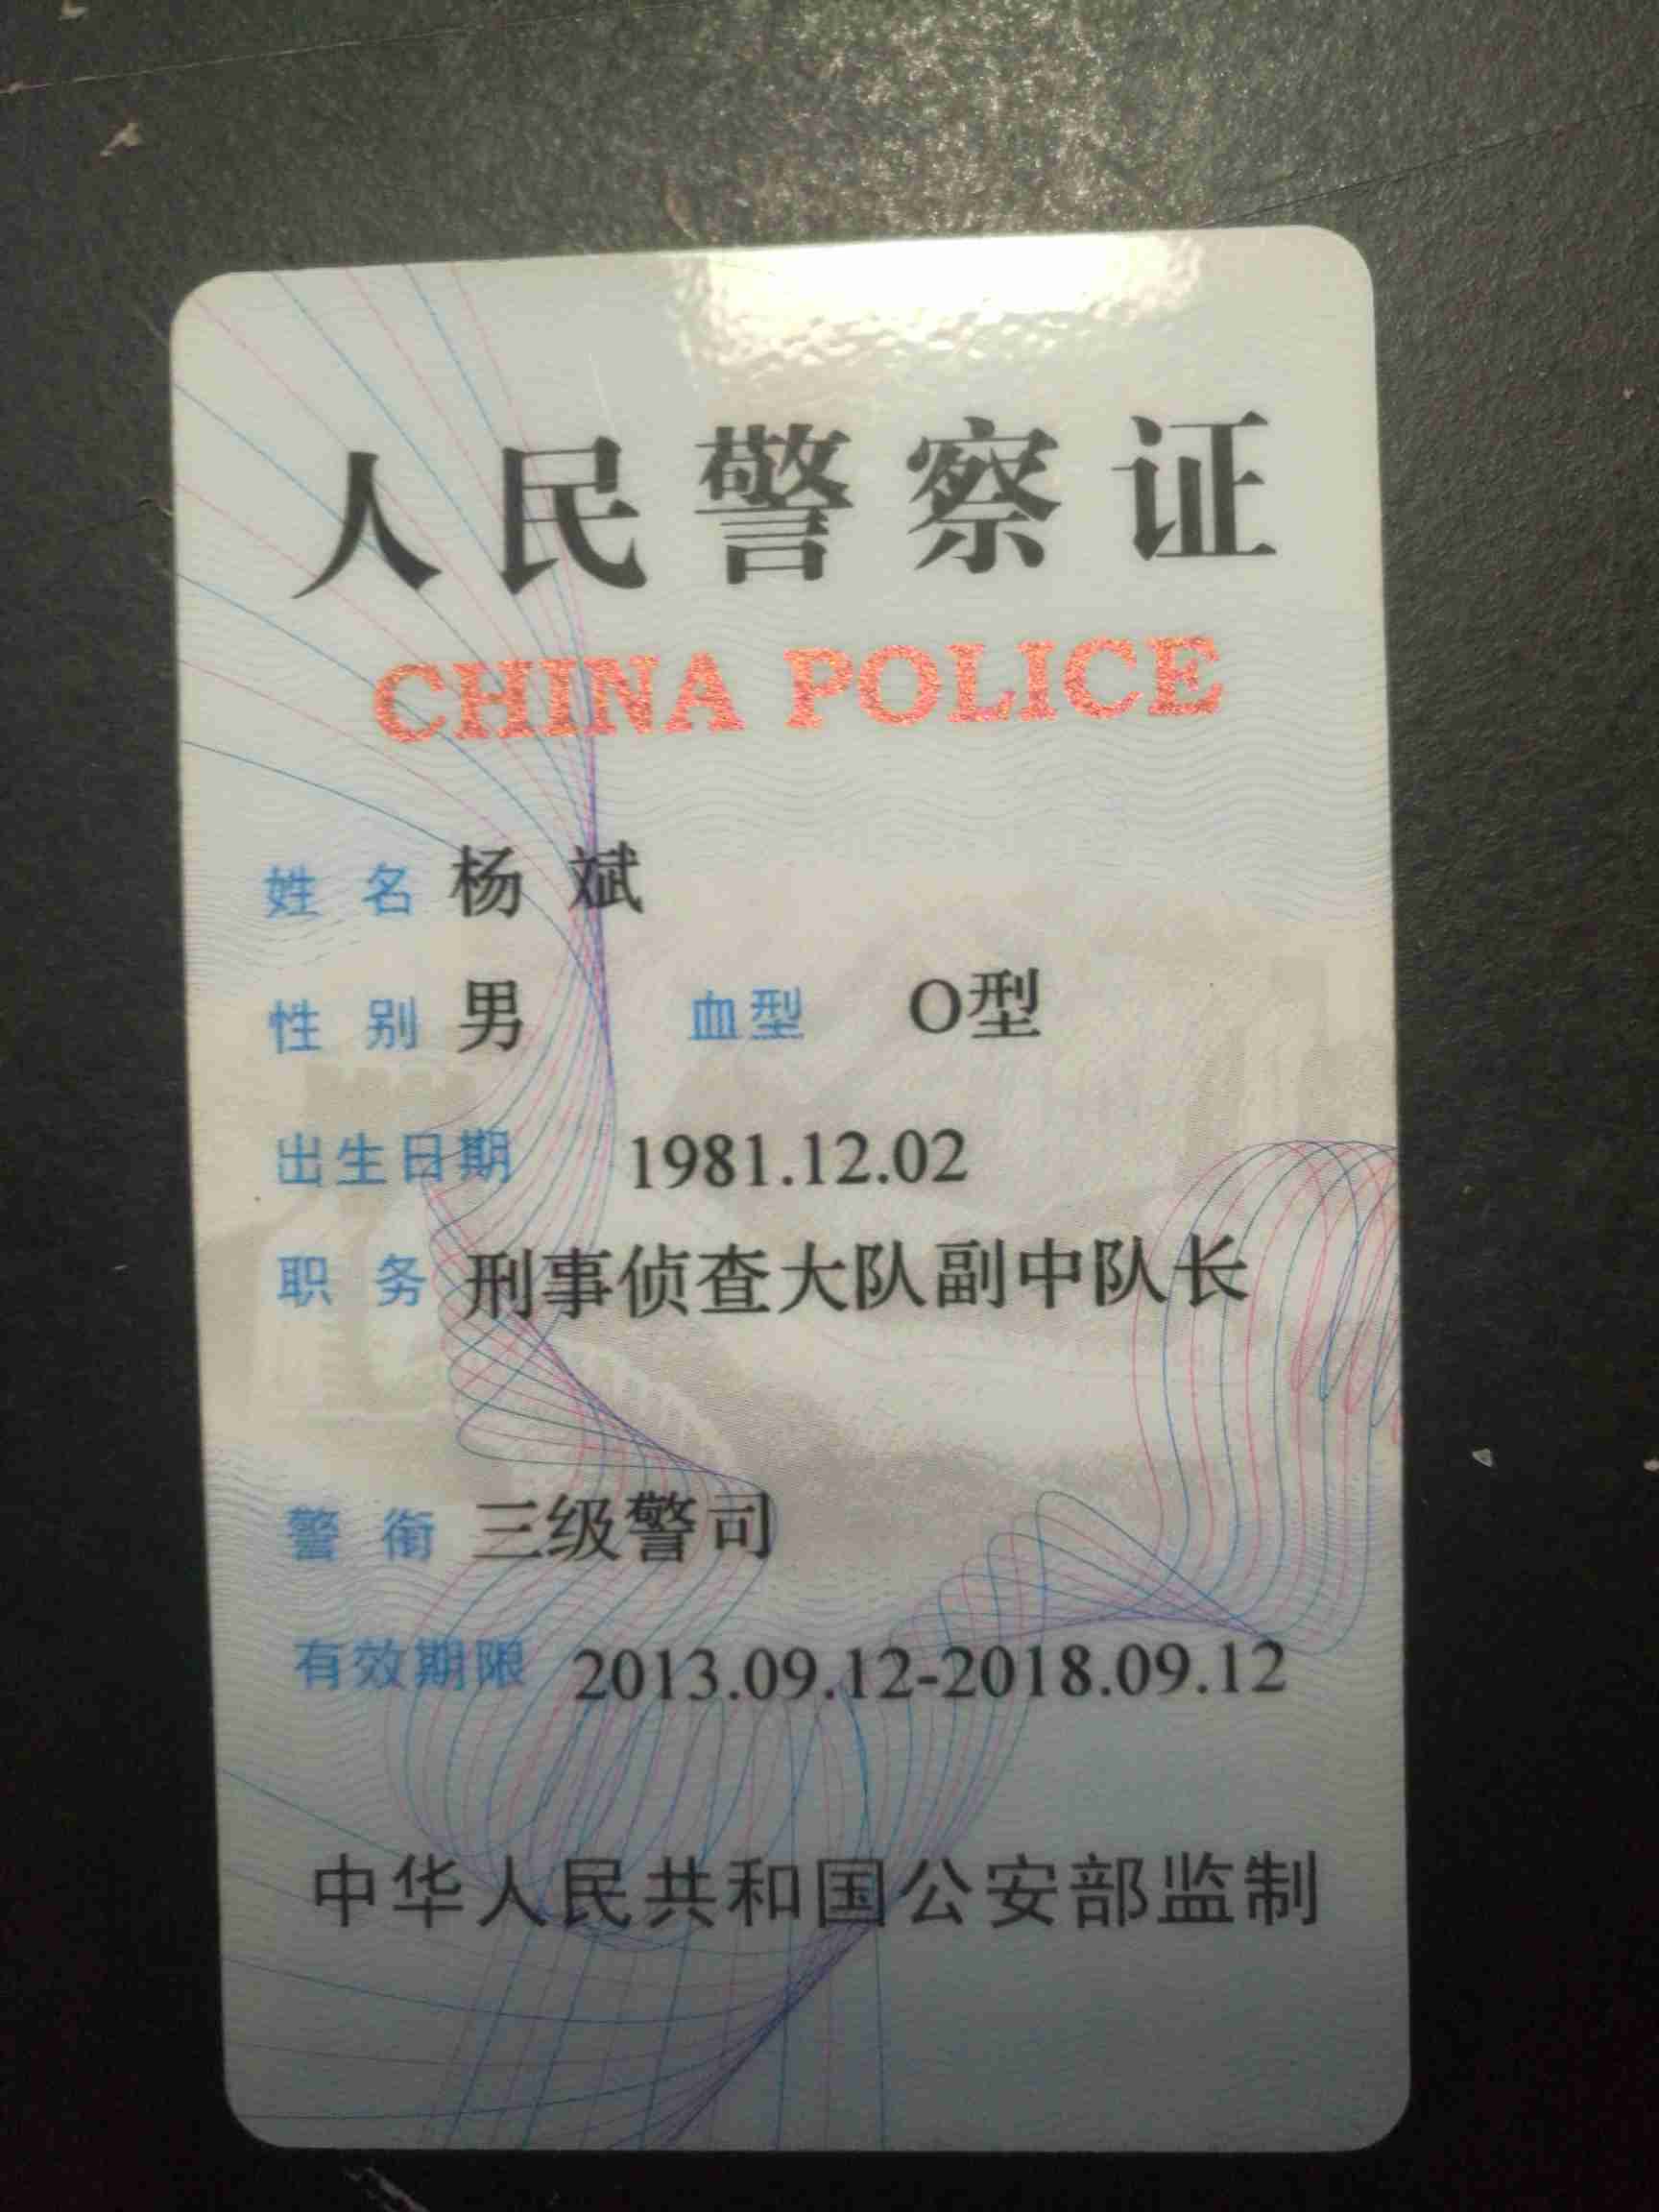 人民警察证
CHINA POLICE
姓名 杨斌
性别 男 血型 O型
出生日期 1981.12.02
职务 刑事侦查大队副中队长
警衔 三级警司
有效期限 2013.09.12-2018.09.12
中华人民共和国公安部监制